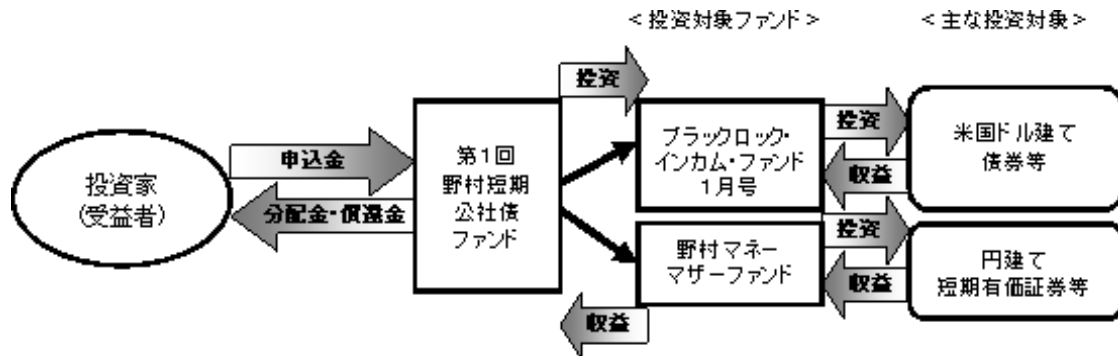 ＜投資対象ファンド＞
＜主な投資対象＞
投資
投資家
(受益者)
申込金
分配金・償還金
第1回
野村短期
公社債
ファンド
ブラックロック・
インカム・ファンド
1月号
投資
収益
米国ドル建て
債券等
野村マネー
マザーファンド
投資
収益
円建て
短期有価証券等
収益